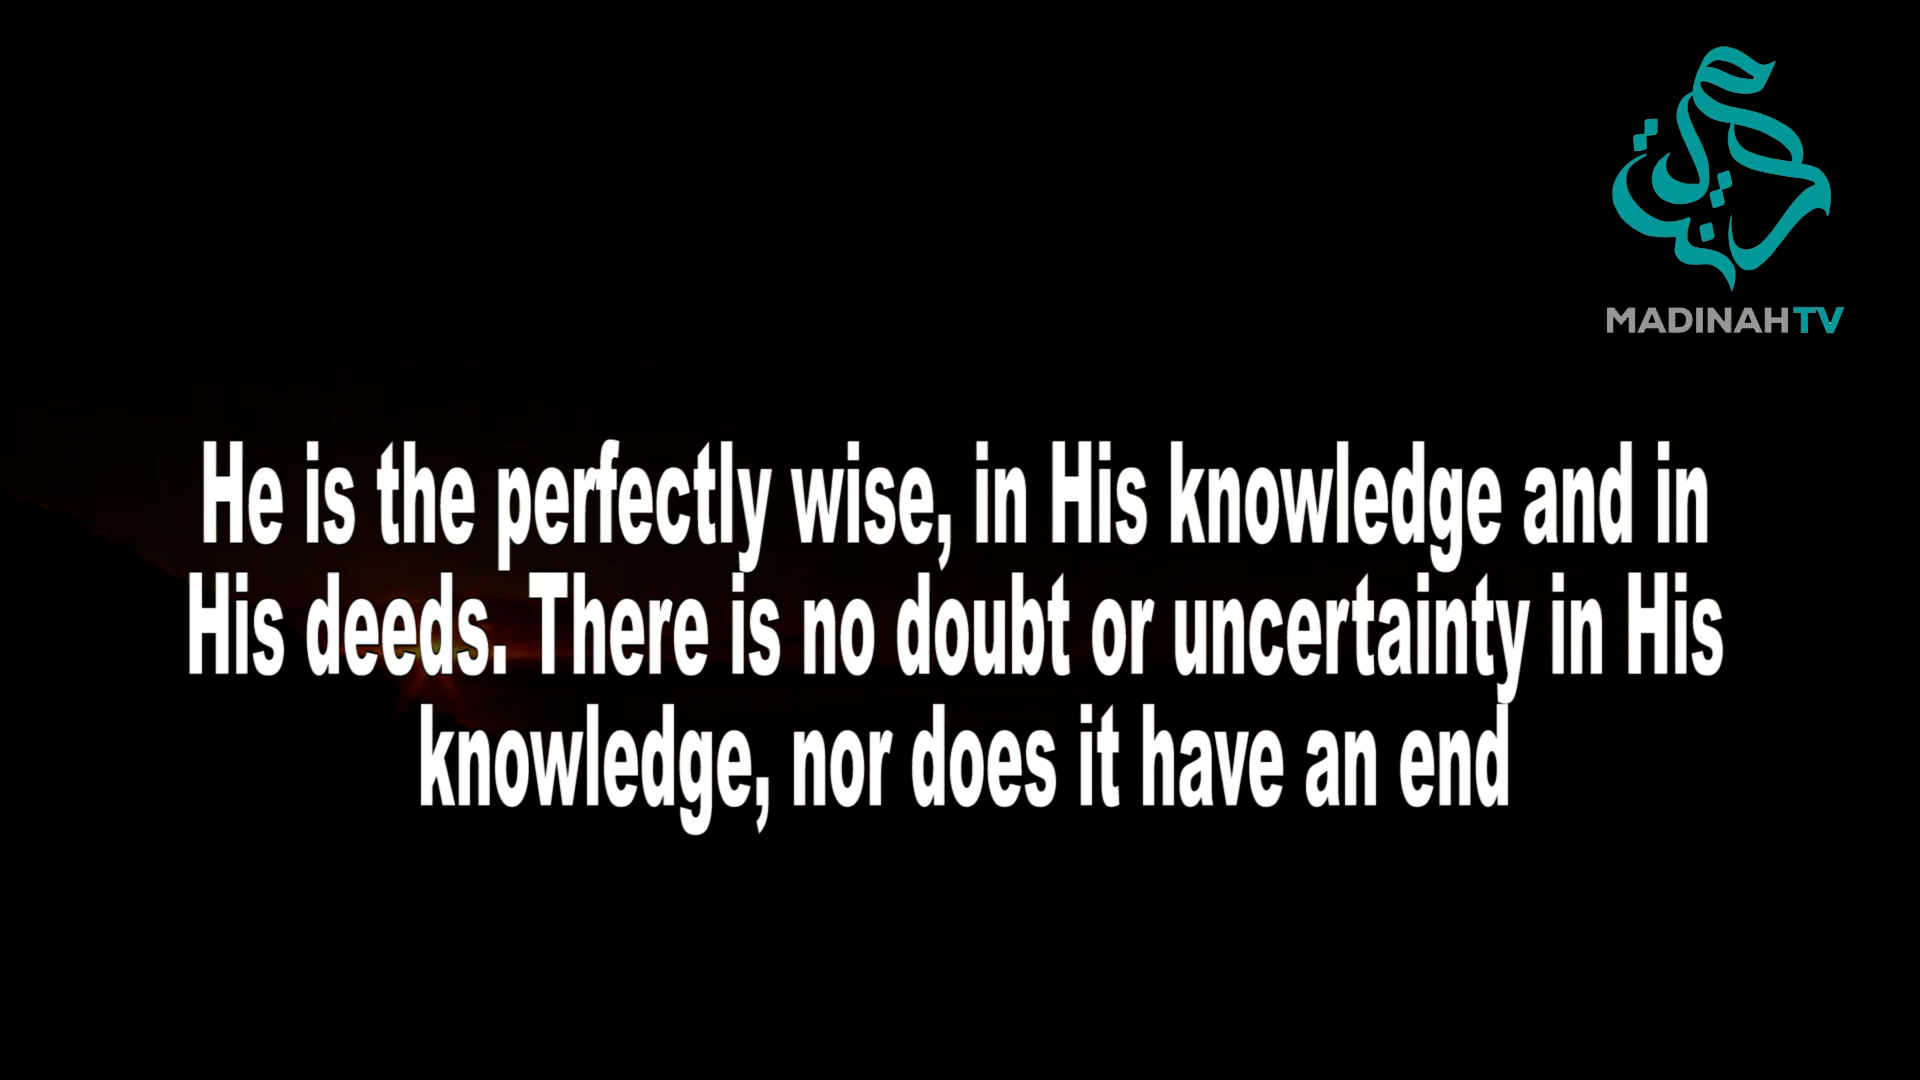 مدينة
MADINAHTV
He is the perfectly wise, in His knowledge and in
His deeds. There is no doubt or uncertainty in His
knowledge, nor does it have an end